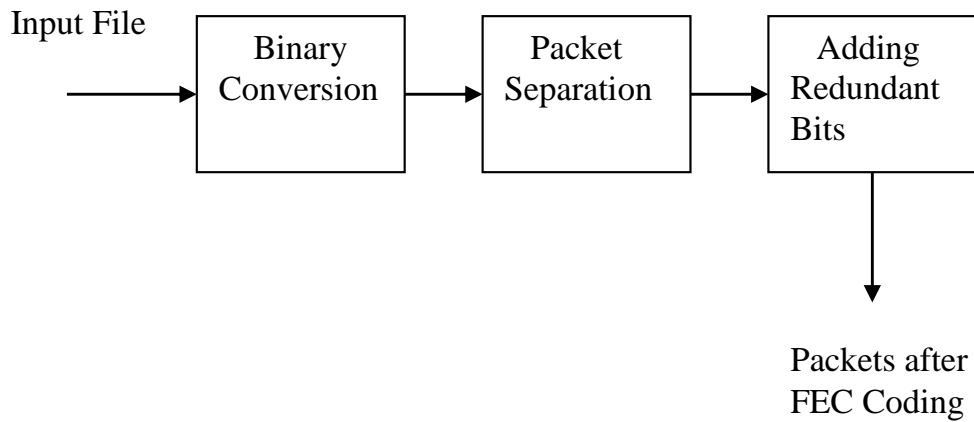 Input File
Binary
Conversion
Packet
Separation
Adding
Redundant
Bits
Packets after
FEC Coding